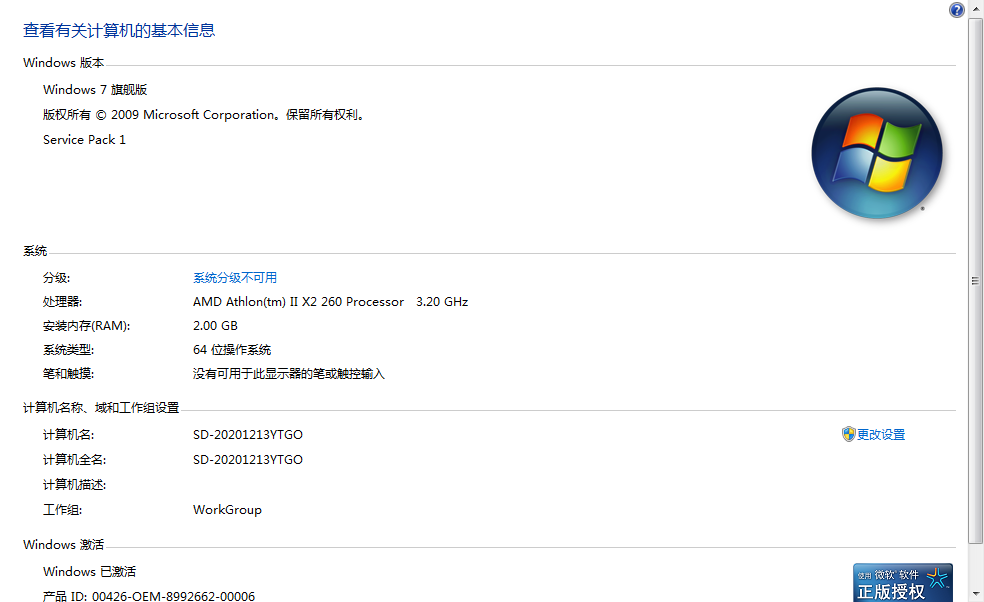 查看有关计算机的基本信息
Windows 版本
Windows 7 旗舰版
版权所有 © 2009 Microsoft Corporation。保留所有权利。
Service Pack 1
系统
分级: 系统分级不可用
处理器: AMD Athlon(tm) II X2 260 Processor 3.20 GHz
安装内存(RAM): 2.00 GB
系统类型: 64 位操作系统
笔和触摸: 没有可用于此显示器的笔或触控输入
计算机名称、域和工作组设置
计算机名: SD-20201213YTGO 更改设置
计算机全名: SD-20201213YTGO
计算机描述:
工作组: WorkGroup
Windows 激活
Windows 已激活
使用 微软 软件
正版授权
产品 ID: 00426-OEM-8992662-00006